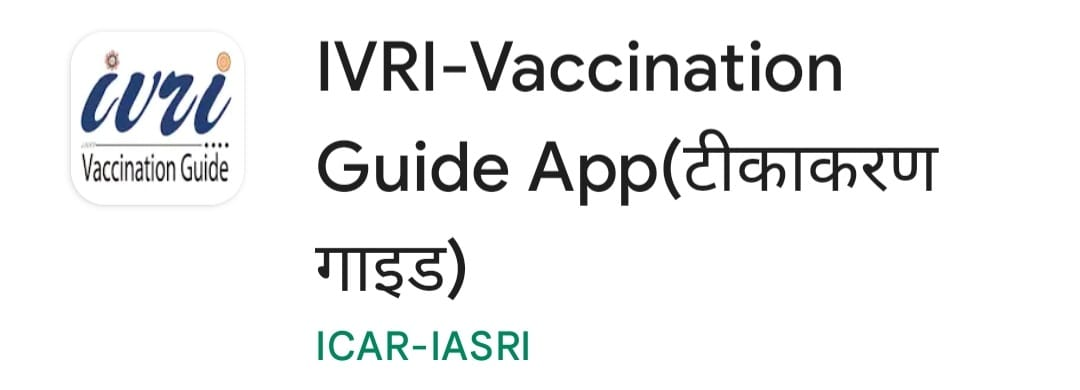 ivri
Vaccination Guide
IVRI-Vaccination
Guide App(टीकाकरण
गाइड)
ICAR-IASRI